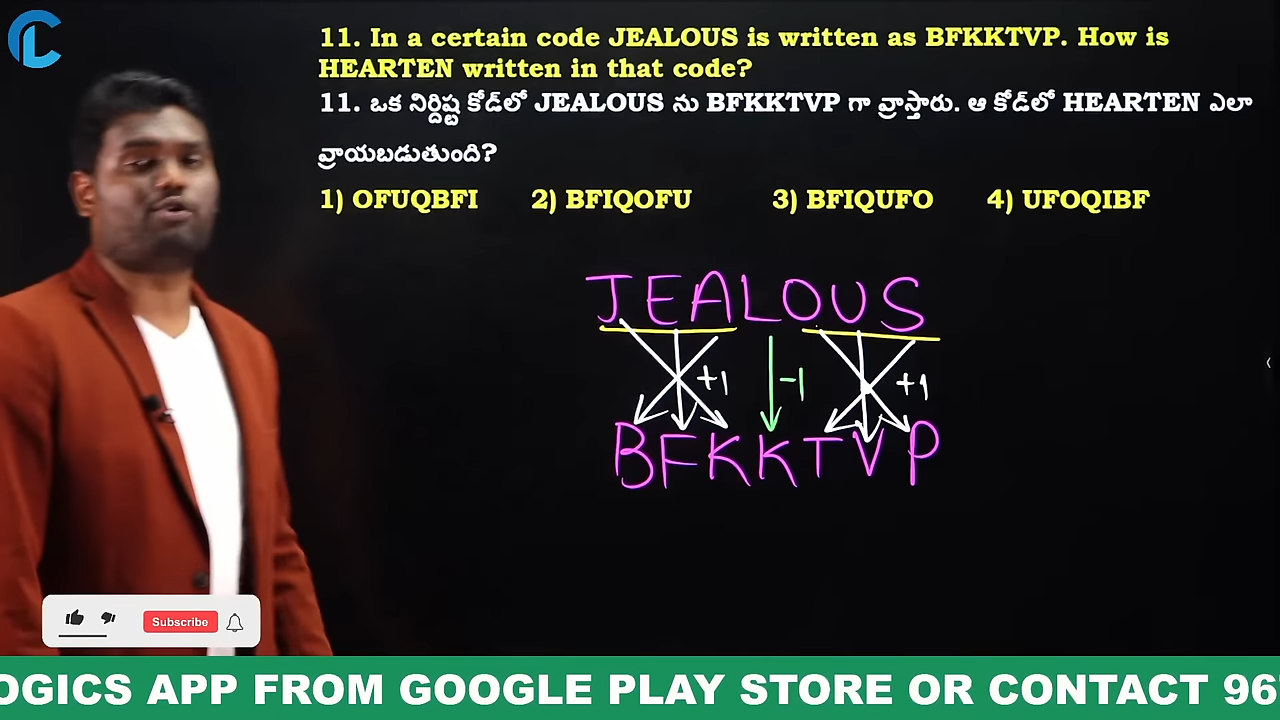 CL
11. In a certain code JEALOUS is written as BFKKTVP. How is
HEARTEN written in that code?
11. ఒక నిర్దిష్ట కోడ్‌లో JEALOUS ను BFKKTVP గా వ్రాస్తారు. ఆ కోడ్‌లో HEARTEN ఎలా
వ్రాయబడుతుంది?
1) OFUQBFI 2) BFIQOFU 3) BFIQUFO 4) UFOQIBF
JEALOUS
+1 -1 +1
BFKKTVP
Subscribe
OGICS APP FROM GOOGLE PLAY STORE OR CONTACT 96